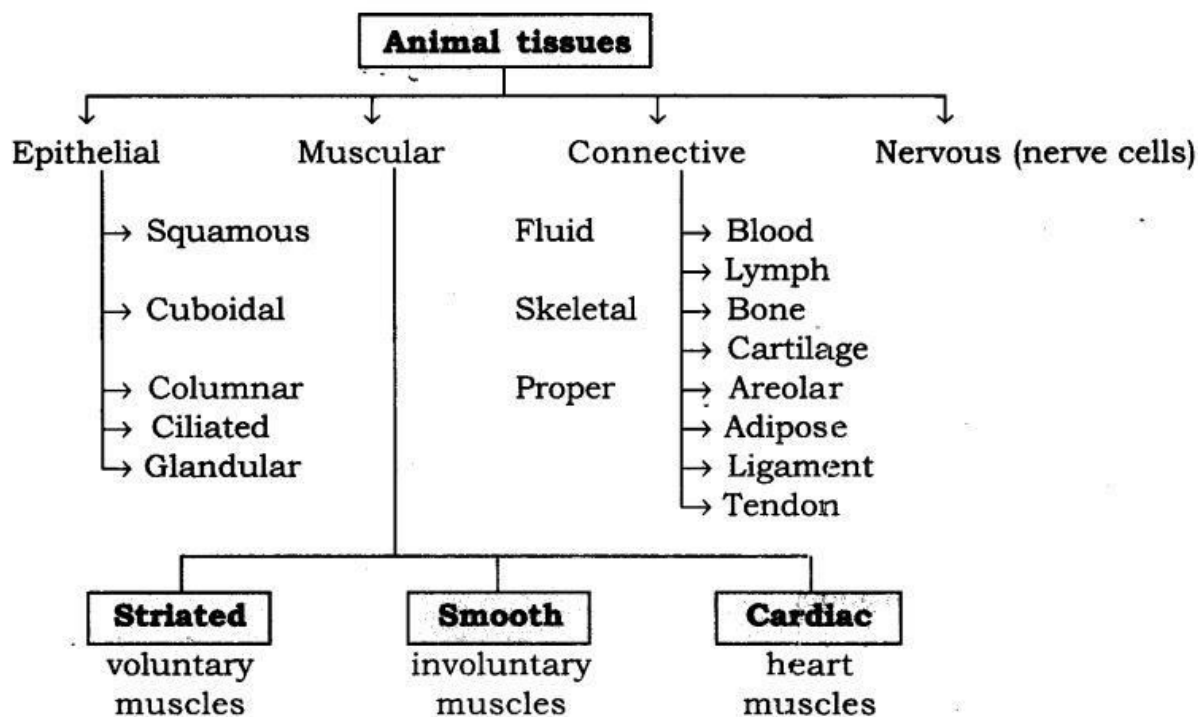 Animal tissues
Epithelial Muscular Connective Nervous (nerve cells)
Squamous Fluid Blood
Lymph
Cuboidal Skeletal Bone
Cartilage
Columnar Proper Areolar
Ciliated Adipose
Glandular Ligament
Tendon
Striated Smooth Cardiac
voluntary involuntary heart
muscles muscles muscles